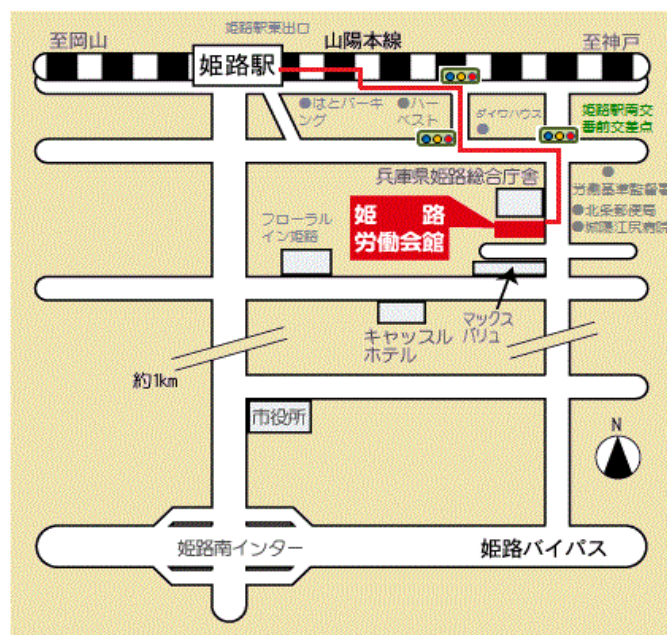 姫路駅東出口
至岡山
山陽本線
至神戸
姫路駅
●はとパーキ
ング
●ハー
ベスト
ダイワハウス
姫路駅南交
番前交差点
兵庫県姫路総合庁舎
労働基準監督署
●北条郵便局
●城陽江尻病院
姫路
労働会館
フローラル
イン姫路
マックス
バリュ
キャッスル
ホテル
約1km
市役所
N
姫路南インター
姫路バイパス